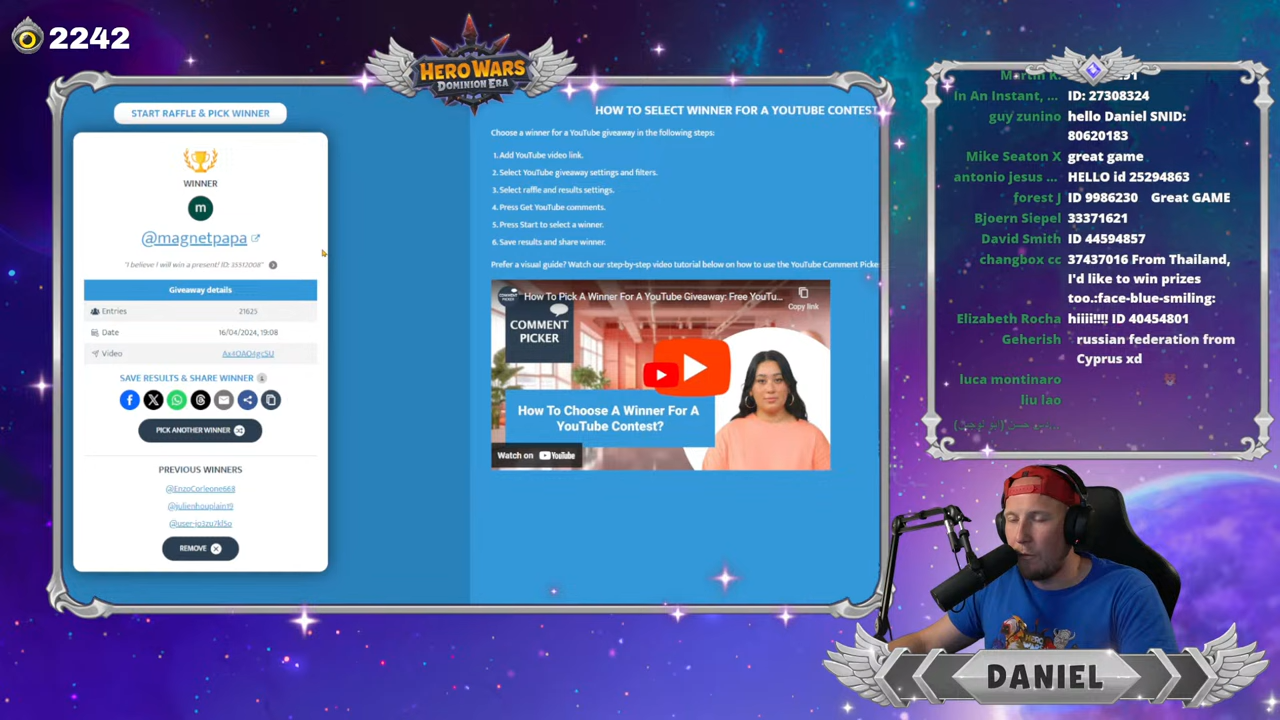 2242
HERO WARS
DOMINION ERA
START RAFFLE & PICK WINNER
WINNER
m
@magnetpapa
"I believe I will win a present! ID: 33312008"
Giveaway details
Entries 21625
Date 16/04/2024, 19:08
Video
SAVE RESULTS & SHARE WINNER
PICK ANOTHER WINNER
PREVIOUS WINNERS
@EnzoCorleone668
@julienhouplain19
@user-jo3zo7kf5o
REMOVE
HOW TO SELECT WINNER FOR A YOUTUBE CONTEST
Choose a winner for a YouTube giveaway in the following steps:
1. Add YouTube video link.
2. Select YouTube giveaway settings and filters.
3. Select raffle and results settings.
4. Press Get YouTube comments.
5. Press Start to select a winner.
6. Save results and share winner.
Prefer a visual guide? Watch our step-by-step video tutorial below on how to use the YouTube Comment Picke
How To Pick A Winner For A YouTube Giveaway: Free YouTu...
Copy link
COMMENT
PICKER
How To Choose A Winner For A
YouTube Contest?
Watch on YouTube
In An Instant, ... ID: 27308324
guy zunino hello Daniel SNID:
80620183
Mike Seaton X great game
antonio jesus ... HELLO id 25294863
forest J ID 9986230 Great GAME
Bjoern Siepel 33371621
David Smith ID 44594857
changbox cc 37437016 From Thailand,
I'd like to win prizes
too.:face-blue-smiling:
Elizabeth Rocha hiiii!!!! ID 40454801
Geherish russian federation from
Cyprus xd
luca montinaro
liu lao
DANIEL